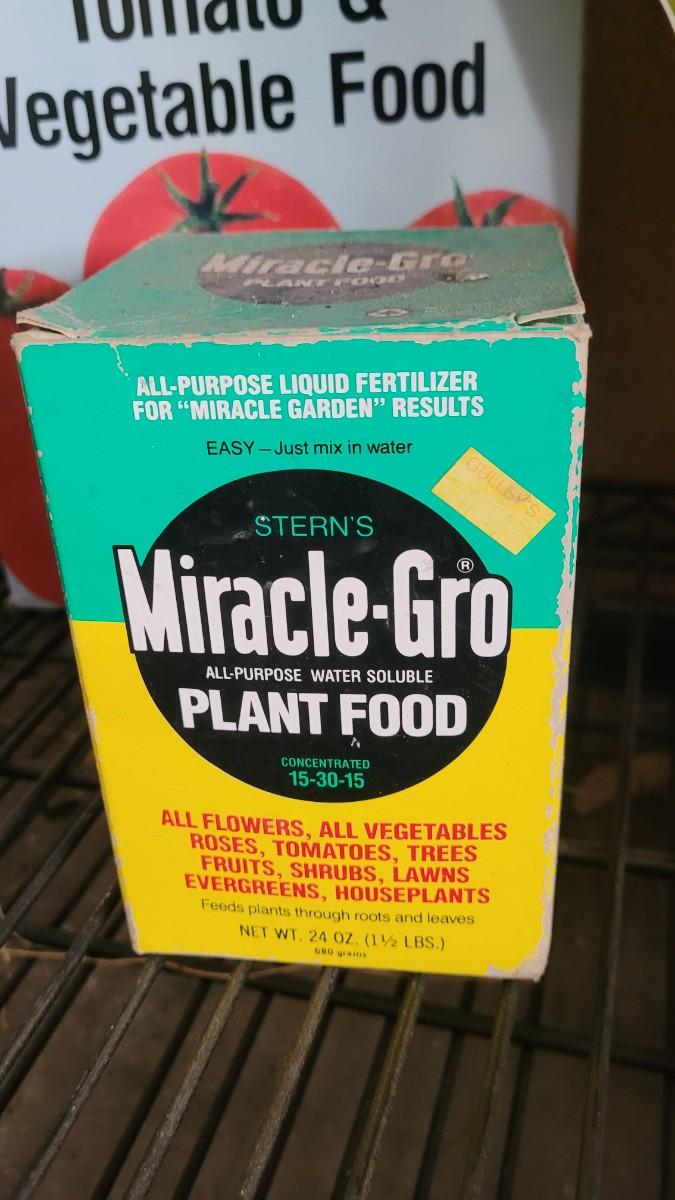 Tomato &
Vegetable Food
Miracle-Gro
PLANT FOOD
ALL-PURPOSE LIQUID FERTILIZER
FOR “MIRACLE GARDEN” RESULTS
EASY – Just mix in water
GULLEY'S
STERN'S
Miracle-Gro®
ALL-PURPOSE WATER SOLUBLE
PLANT FOOD
CONCENTRATED
15-30-15
ALL FLOWERS, ALL VEGETABLES
ROSES, TOMATOES, TREES
FRUITS, SHRUBS, LAWNS
EVERGREENS, HOUSEPLANTS
Feeds plants through roots and leaves
NET WT. 24 OZ. (1½ LBS.)
680 grams